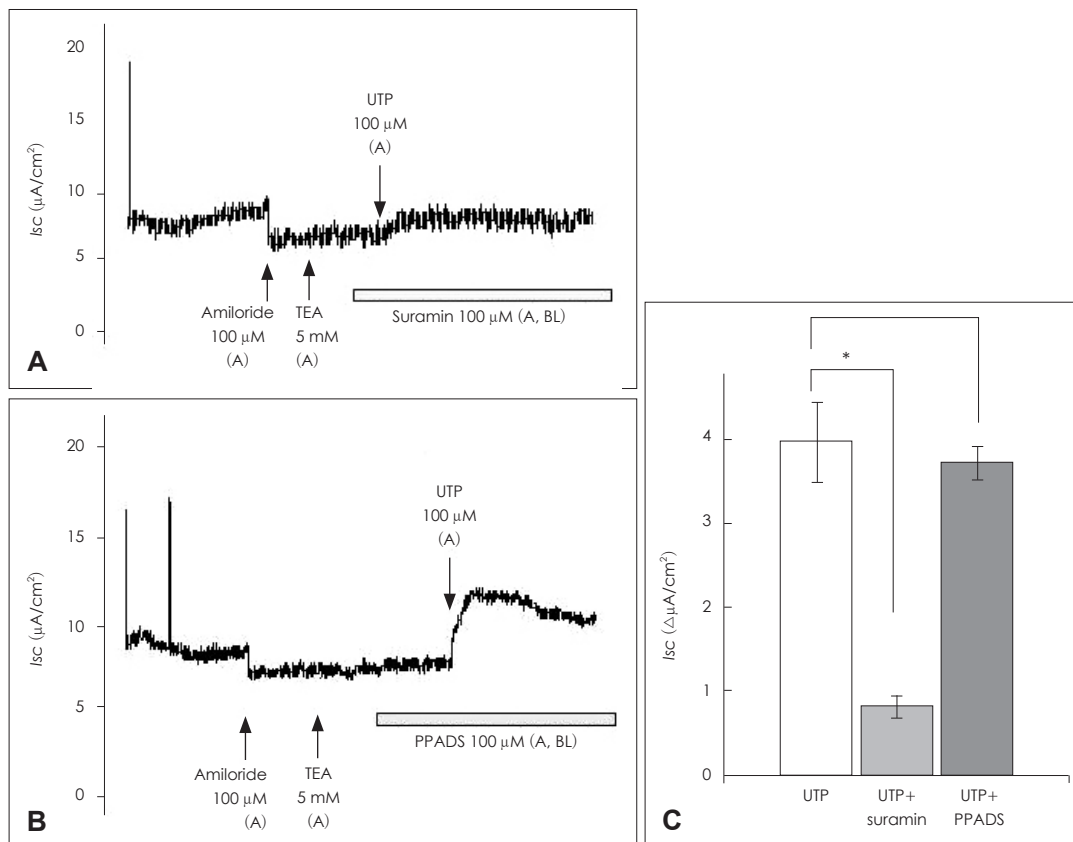 20
15
10
5
0
Isc (μA/cm²)
UTP
100 μM
(A)
Amiloride
100 μM
(A)
TEA
5 mM
(A)
Suramin 100 μM (A, BL)
A
20
15
10
5
0
Isc (μA/cm²)
UTP
100 μM
(A)
Amiloride
100 μM
(A)
TEA
5 mM
(A)
PPADS 100 μM (A, BL)
B
*
4
3
2
1
0
Isc (△μA/cm²)
UTP
UTP+
suramin
UTP+
PPADS
C